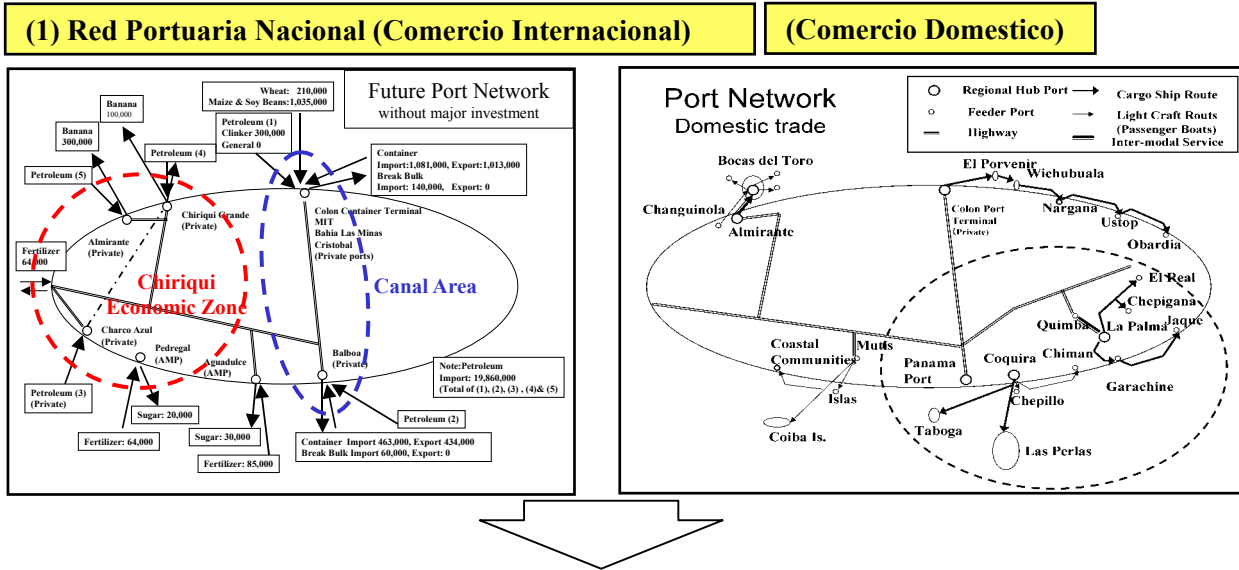 (1) Red Portuaria Nacional (Comercio Internacional)
(Comercio Domestico)
Future Port Network
without major investment
Wheat: 210,000
Maize & Soy Beans:1,035,000
Banana
100,000
Banana
300,000
Petroleum (1)
Clinker 300,000
General 0
Petroleum (4)
Petroleum (5)
Container
Import:1,081,000, Export:1,013,000
Break Bulk
Import: 140,000, Export: 0
Chiriqui Grande
(Private)
Almirante
(Private)
Colon Container Terminal
MIT
Bahia Las Minas
Cristobal
(Private ports)
Fertilizer
64,000
Chiriqui
Economic Zone
Canal Area
Charco Azul
(Private)
Pedregal
(AMP)
Aguadulce
(AMP)
Balboa
(Private)
Note:Petroleum
Import: 19,860,000
(Total of (1), (2), (3) , (4)& (5)
Petroleum (3)
(Private)
Sugar: 20,000
Petroleum (2)
Fertilizer: 64,000
Sugar: 30,000
Container Import 463,000, Export 434,000
Break Bulk Import 60,000, Export: 0
Fertilizer: 85,000
Port Network
Domestic trade
Regional Hub Port
Cargo Ship Route
Feeder Port
Light Craft Routs
(Passenger Boats)
Highway
Inter-modal Service
Bocas del Toro
El Porvenir
Wichubuala
Changuinola
Almirante
Colon Port
Terminal
(Private)
Nargana
Ustop
Obardia
El Real
Chepigana
Quimba
La Palma
Jaque
Coastal
Communities
Mutis
Panama
Port
Coquira
Chiman
Garachine
Islas
Chepillo
Coiba Is.
Taboga
Las Perlas